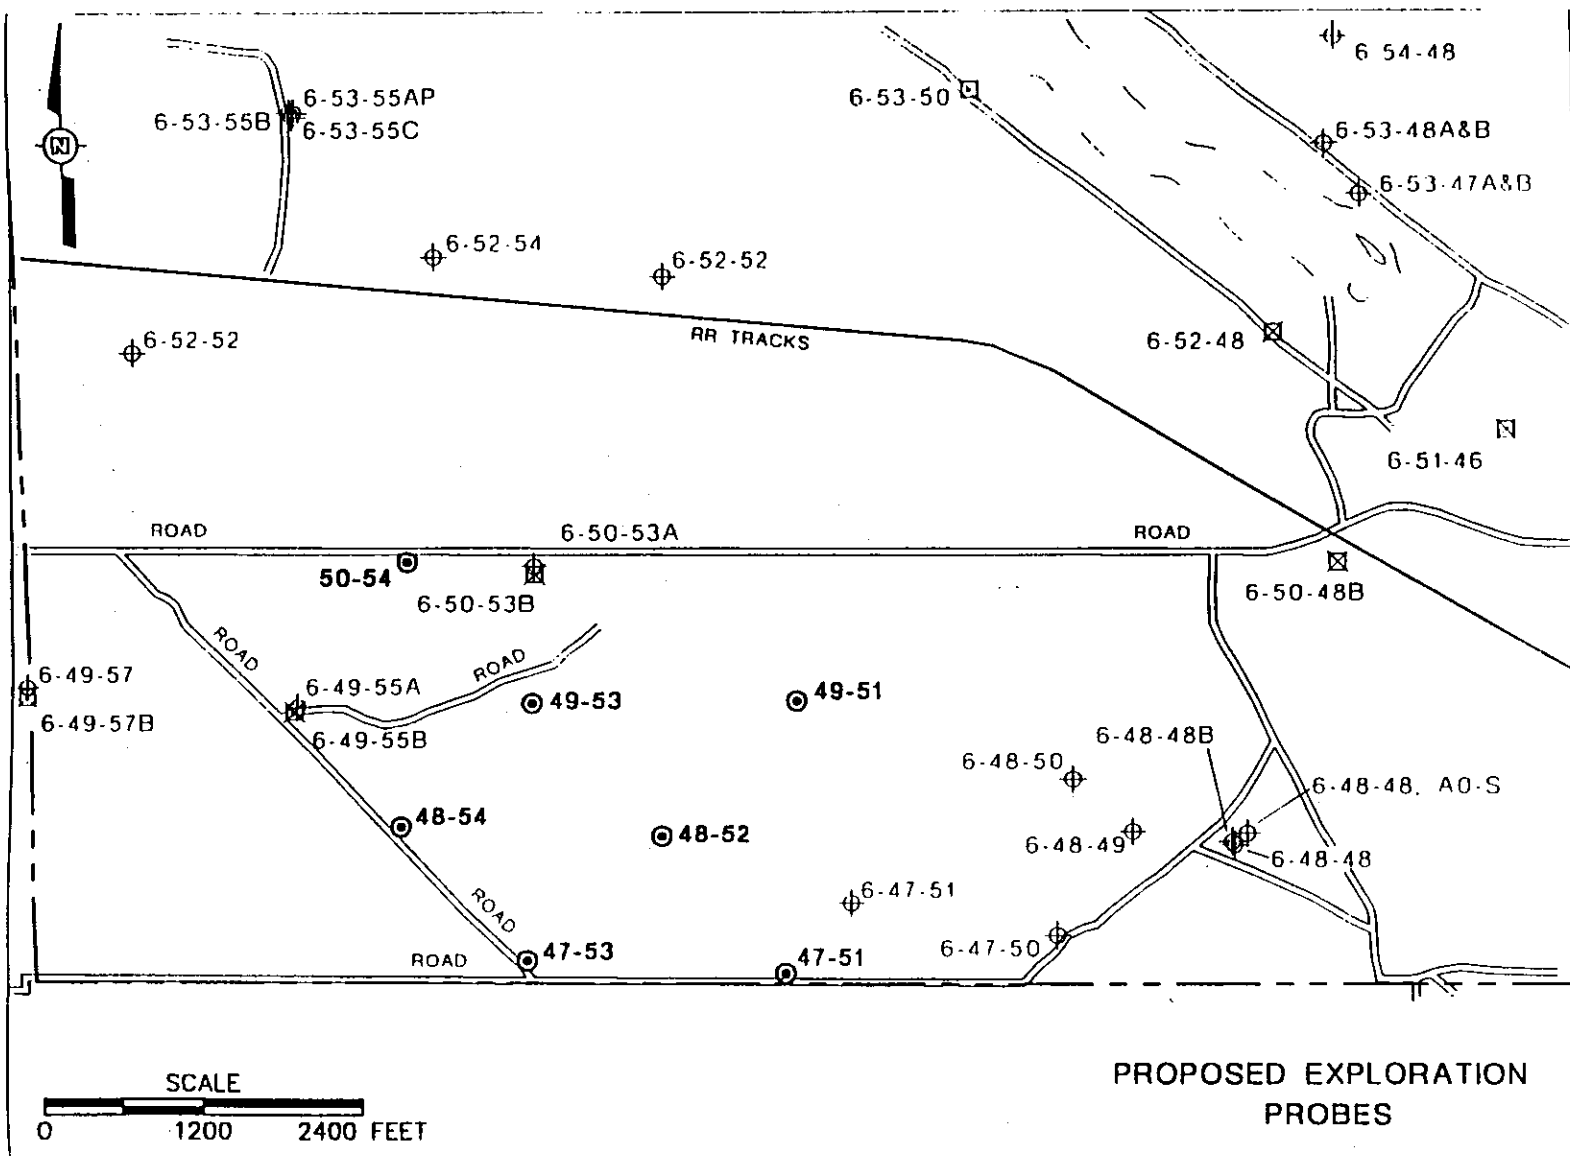 6 54-48
6-53-55AP
6-53-50
6-53-55B
6-53-55C
6-53-48A&B
N
6-53-47A&B
6-52-54
6-52-52
RR TRACKS
6-52-48
6-52-52
6-51-46
ROAD
6-50-53A
ROAD
50-54
6-50-53B
6-50-48B
ROAD
ROAD
6-49-57
6-49-55A
49-53
49-51
6-49-57B
6-49-55B
6-48-48B
6-48-50
6-48-48, A0-S
48-54
48-52
6-48-49
6-48-48
6-47-51
ROAD
6-47-50
47-53
47-51
ROAD
SCALE
0 1200 2400 FEET
PROPOSED EXPLORATION
PROBES